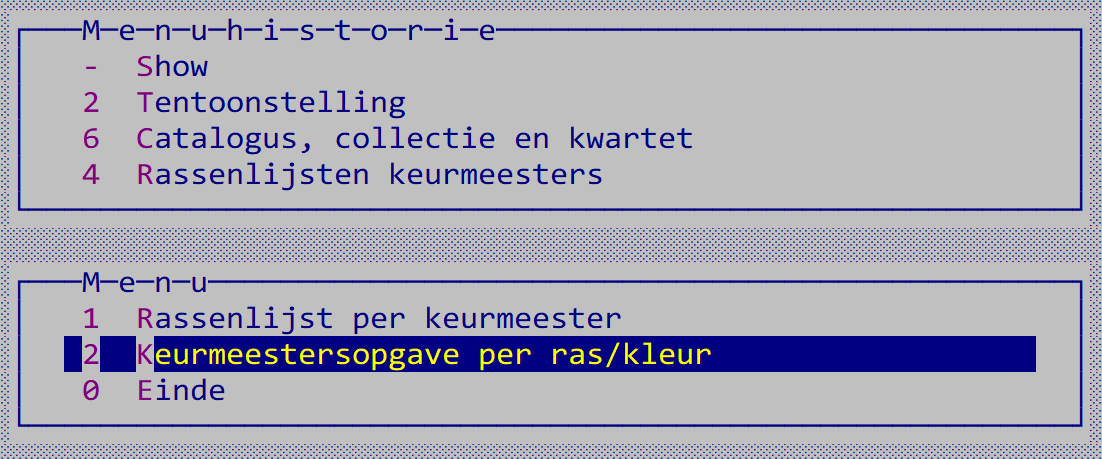 M-e-n-u-h-i-s-t-o-r-i-e
- Show
2 Tentoonstelling
6 Catalogus, collectie en kwartet
4 Rassenlijsten keurmeesters
M-e-n-u
1 Rassenlijst per keurmeester
2 Keurmeestersopgave per ras/kleur
0 Einde